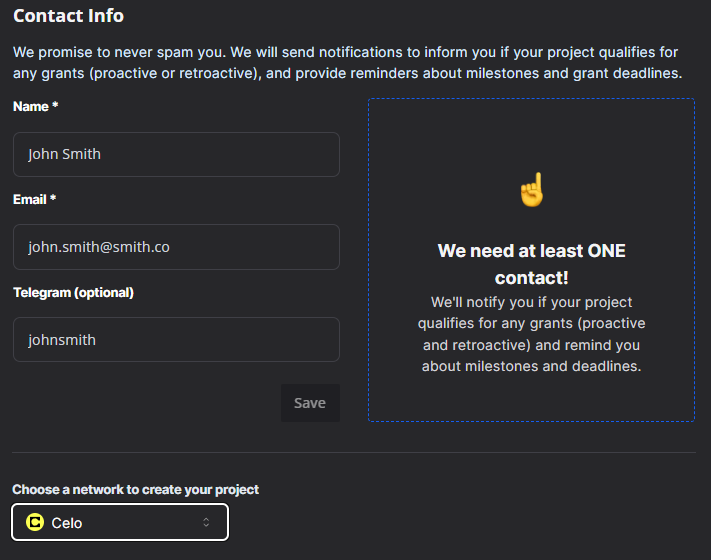 Contact Info
We promise to never spam you. We will send notifications to inform you if your project qualifies for
any grants (proactive or retroactive), and provide reminders about milestones and grant deadlines.
Name *
John Smith
Email *
john.smith@smith.co
Telegram (optional)
johnsmith
Save
We need at least ONE
contact!
We'll notify you if your project
qualifies for any grants (proactive
and retroactive) and remind you
about milestones and deadlines.
Choose a network to create your project
Celo